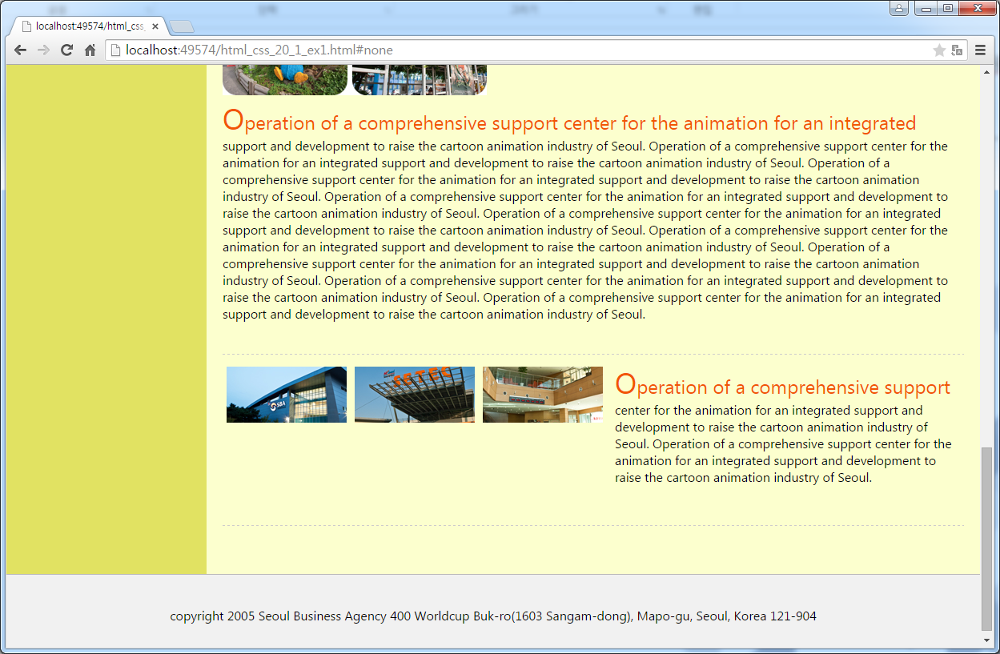 localhost:49574/html_css_
localhost:49574/html_css_20_1_ex1.html#none
Operation of a comprehensive support center for the animation for an integrated
support and development to raise the cartoon animation industry of Seoul. Operation of a comprehensive support center for the
animation for an integrated support and development to raise the cartoon animation industry of Seoul. Operation of a
comprehensive support center for the animation for an integrated support and development to raise the cartoon animation
industry of Seoul. Operation of a comprehensive support center for the animation for an integrated support and development to
raise the cartoon animation industry of Seoul. Operation of a comprehensive support center for the animation for an integrated
support and development to raise the cartoon animation industry of Seoul. Operation of a comprehensive support center for the
animation for an integrated support and development to raise the cartoon animation industry of Seoul. Operation of a
comprehensive support center for the animation for an integrated support and development to raise the cartoon animation
industry of Seoul. Operation of a comprehensive support center for the animation for an integrated support and development to
raise the cartoon animation industry of Seoul. Operation of a comprehensive support center for the animation for an integrated
support and development to raise the cartoon animation industry of Seoul.
SBA
SETEC
Operation of a comprehensive support
center for the animation for an integrated support and
development to raise the cartoon animation industry of
Seoul. Operation of a comprehensive support center for the
animation for an integrated support and development to
raise the cartoon animation industry of Seoul.
copyright 2005 Seoul Business Agency 400 Worldcup Buk-ro(1603 Sangam-dong), Mapo-gu, Seoul, Korea 121-904